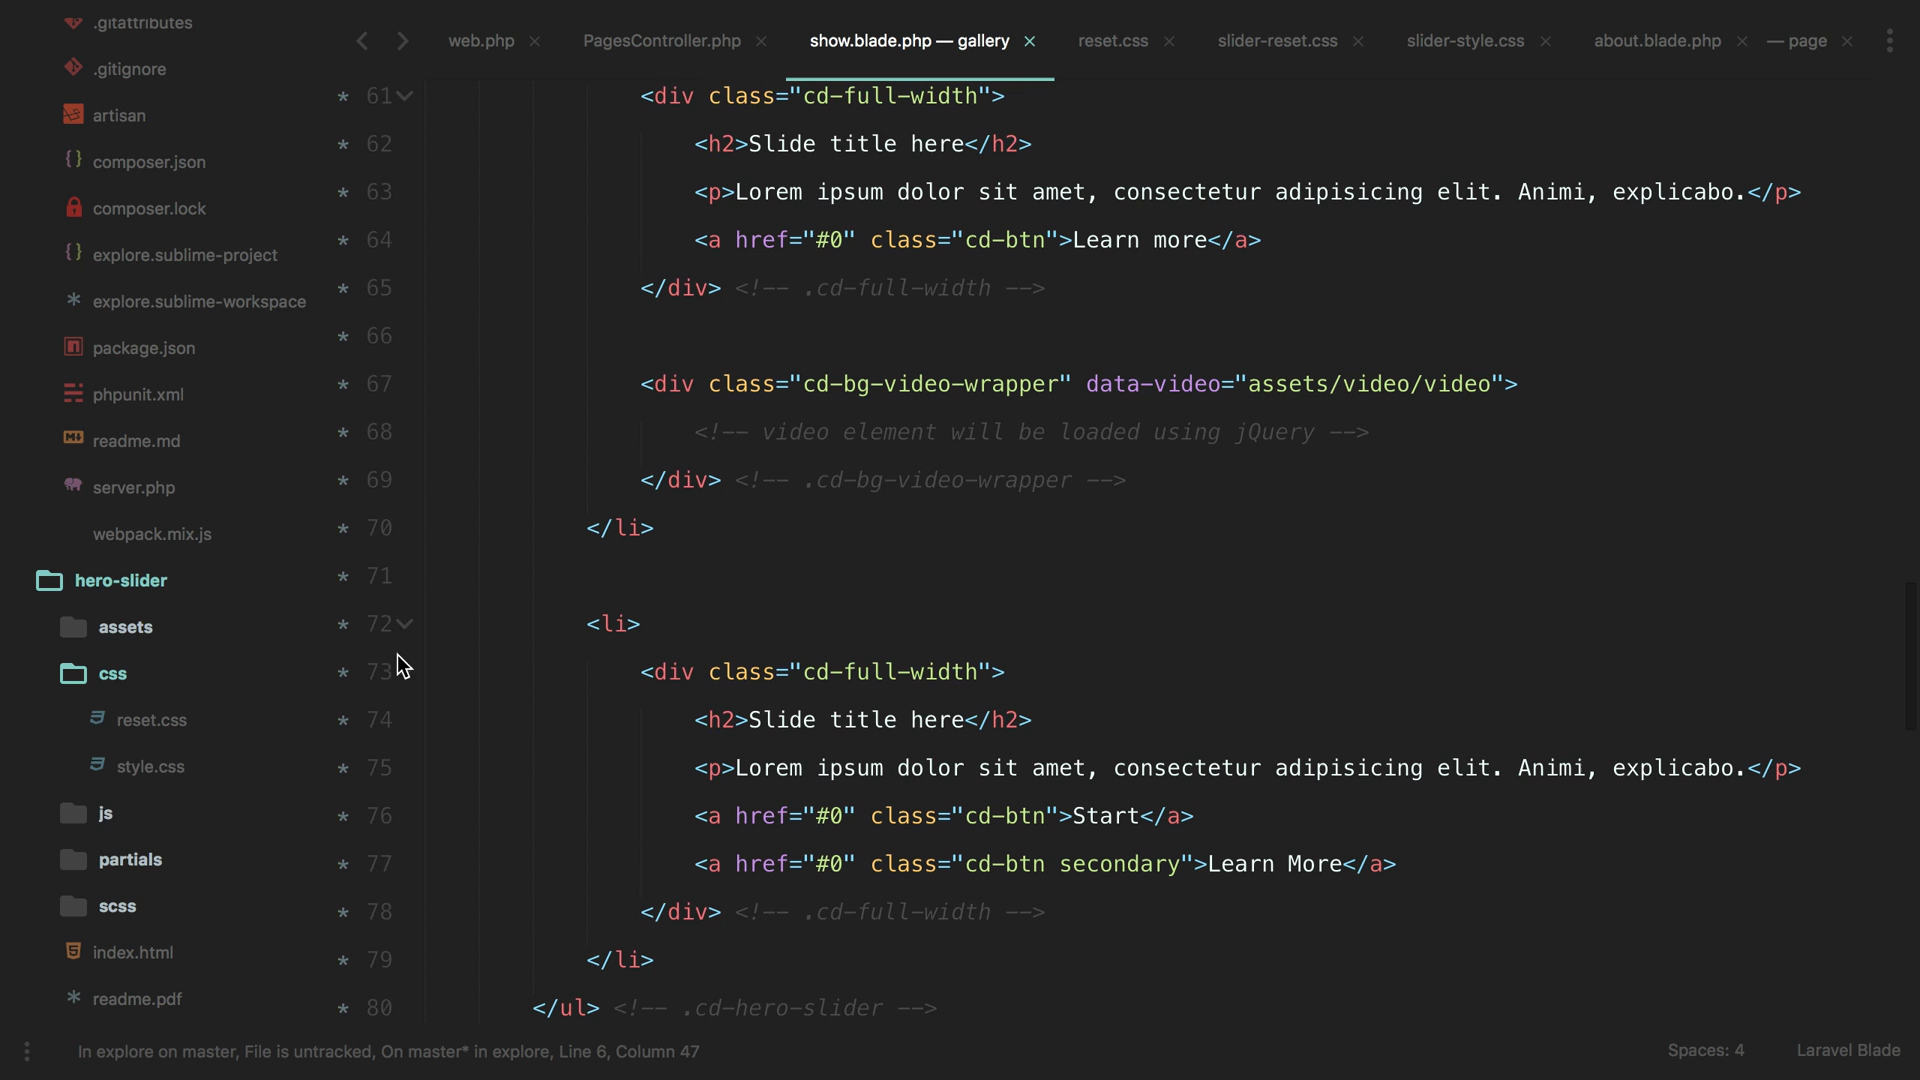 .gitattributes
.gitignore
artisan
composer.json
composer.lock
explore.sublime-project
explore.sublime-workspace
package.json
phpunit.xml
readme.md
server.php
webpack.mix.js
hero-slider
assets
css
reset.css
style.css
js
partials
scss
index.html
readme.pdf
web.php × PagesController.php × show.blade.php — gallery × reset.css × slider-reset.css × slider-style.css × about.blade.php × — page ×
* 61 <div class="cd-full-width">
* 62 <h2>Slide title here</h2>
* 63 <p>Lorem ipsum dolor sit amet, consectetur adipisicing elit. Animi, explicabo.</p>
* 64 <a href="#0" class="cd-btn">Learn more</a>
* 65 </div> <!-- .cd-full-width -->
* 66
* 67 <div class="cd-bg-video-wrapper" data-video="assets/video/video">
* 68 <!-- video element will be loaded using jQuery -->
* 69 </div> <!-- .cd-bg-video-wrapper -->
* 70 </li>
* 71
* 72 <li>
* 73 <div class="cd-full-width">
* 74 <h2>Slide title here</h2>
* 75 <p>Lorem ipsum dolor sit amet, consectetur adipisicing elit. Animi, explicabo.</p>
* 76 <a href="#0" class="cd-btn">Start</a>
* 77 <a href="#0" class="cd-btn secondary">Learn More</a>
* 78 </div> <!-- .cd-full-width -->
* 79 </li>
* 80 </ul> <!-- .cd-hero-slider -->
In explore on master, File is untracked, On master* in explore, Line 6, Column 47
Spaces: 4 Laravel Blade